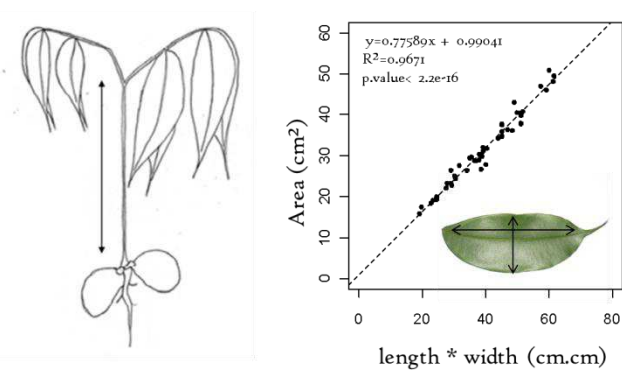 y=0.77589x + 0.99041
R²=0.9671
p.value< 2.2e-16
Area (cm²)
60
50
40
30
20
10
0
0 20 40 60 80
length * width (cm.cm)